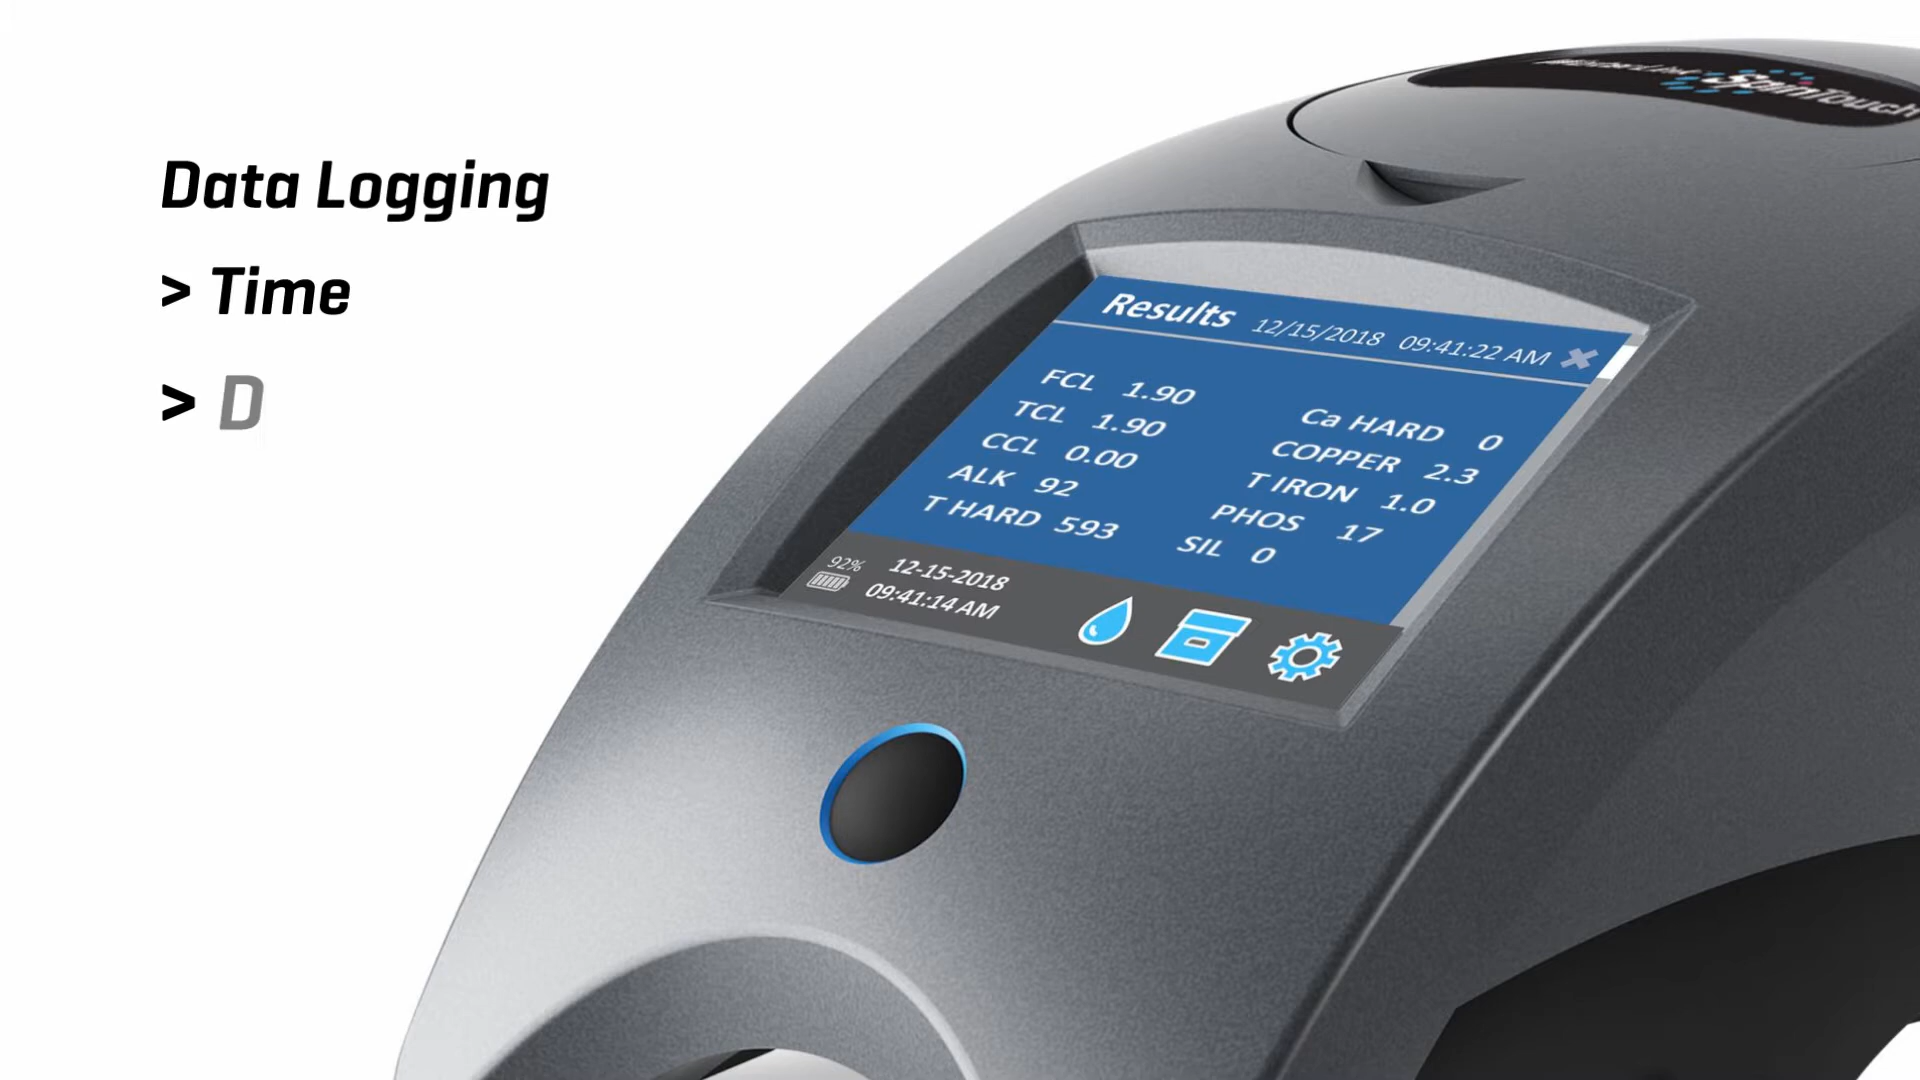 Data Logging
> Time
> D
SpinTouch
Results 12/15/2018 09:41:22 AM
FCL 1.90
TCL 1.90
CCL 0.00
ALK 92
T HARD 593
Ca HARD 0
COPPER 2.3
T IRON 1.0
PHOS 17
SIL 0
92%
12-15-2018
09:41:14 AM